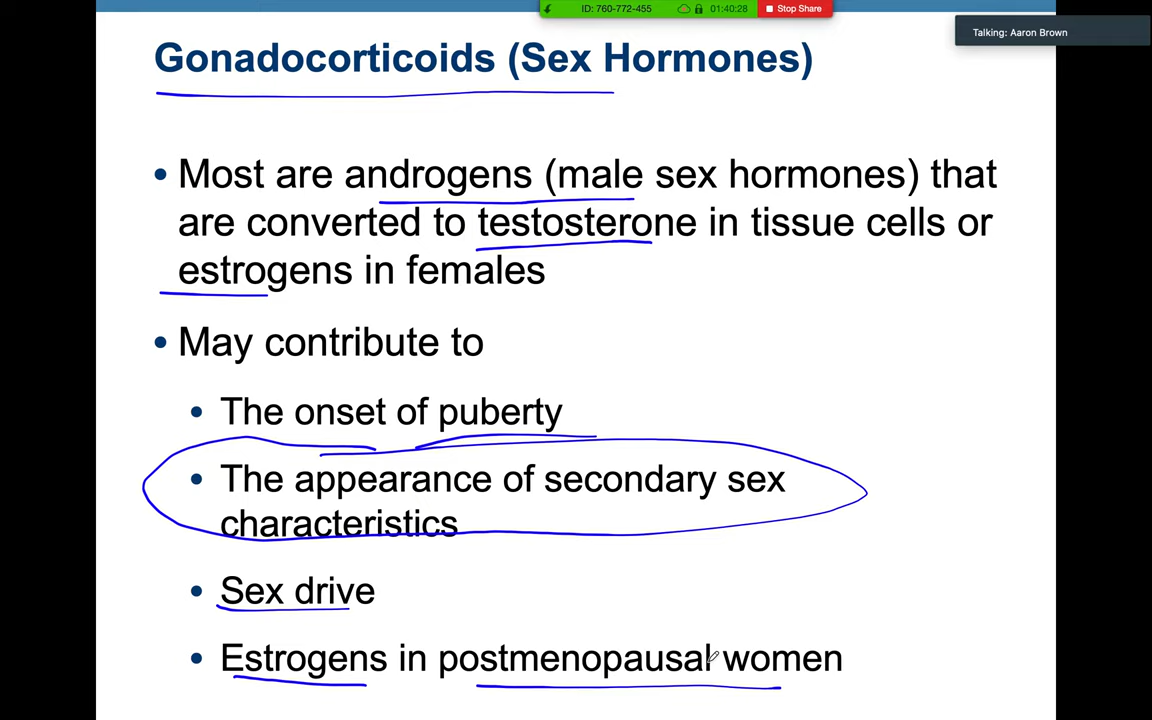 ID: 760-772-455 01:40:28 Stop Share
Talking: Aaron Brown
Gonadocorticoids (Sex Hormones)
• Most are androgens (male sex hormones) that
are converted to testosterone in tissue cells or
estrogens in females
• May contribute to
• The onset of puberty
• The appearance of secondary sex
characteristics
• Sex drive
• Estrogens in postmenopausal women